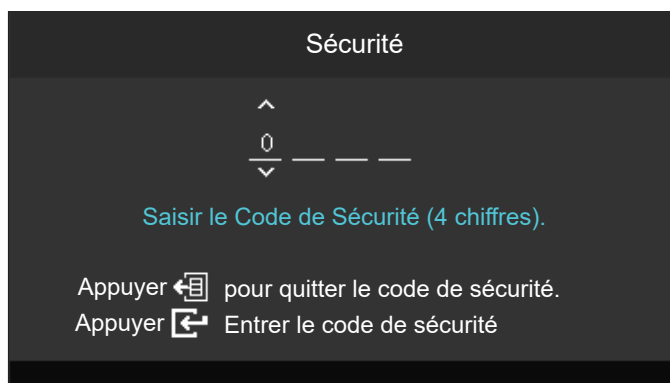 Sécurité
0
Saisir le Code de Sécurité (4 chiffres).
Appuyer pour quitter le code de sécurité.
Appuyer Entrer le code de sécurité